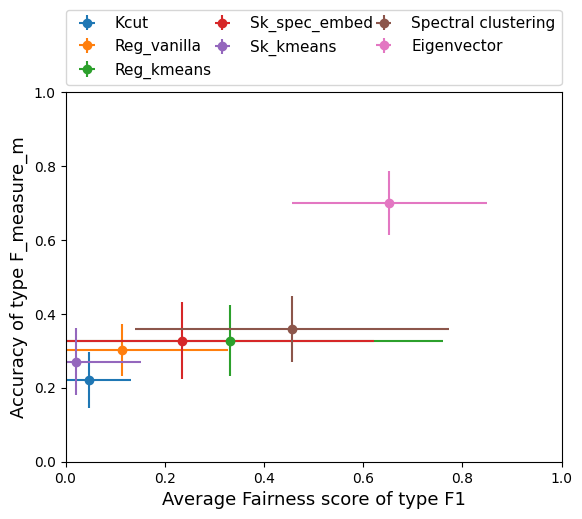 Kcut Sk_spec_embed Spectral clustering
Reg_vanilla Sk_kmeans Eigenvector
Reg_kmeans
1.0
0.8
0.6
0.4
0.2
0.0
Accuracy of type F_measure_m
0.0 0.2 0.4 0.6 0.8 1.0
Average Fairness score of type F1